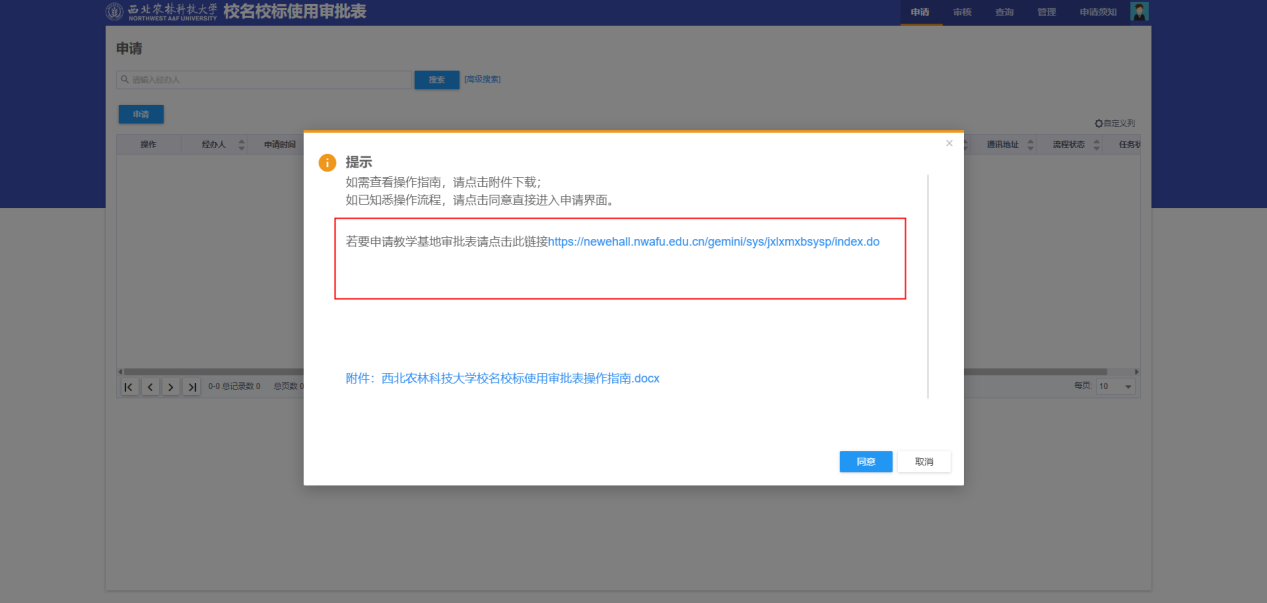 西北农林科技大学
NORTHWEST A&F UNIVERSITY
校名校标使用审批表
申请 审核 查询 管理 申请须知
申请
请输入经办人
搜索
[高级搜索]
申请
自定义列
操作 经办人 申请时间 通讯地址 流程状态 任务状
提示
如需查看操作指南，请点击附件下载；
如已知悉操作流程，请点击同意直接进入申请界面。
若要申请教学基地审批表请点击此链接https://newehall.nwafu.edu.cn/gemini/sys/jxlxmxbsysp/index.do
附件：西北农林科技大学校名校标使用审批表操作指南.docx
0-0 总记录数 0 总页数 0
每页: 10
同意 取消